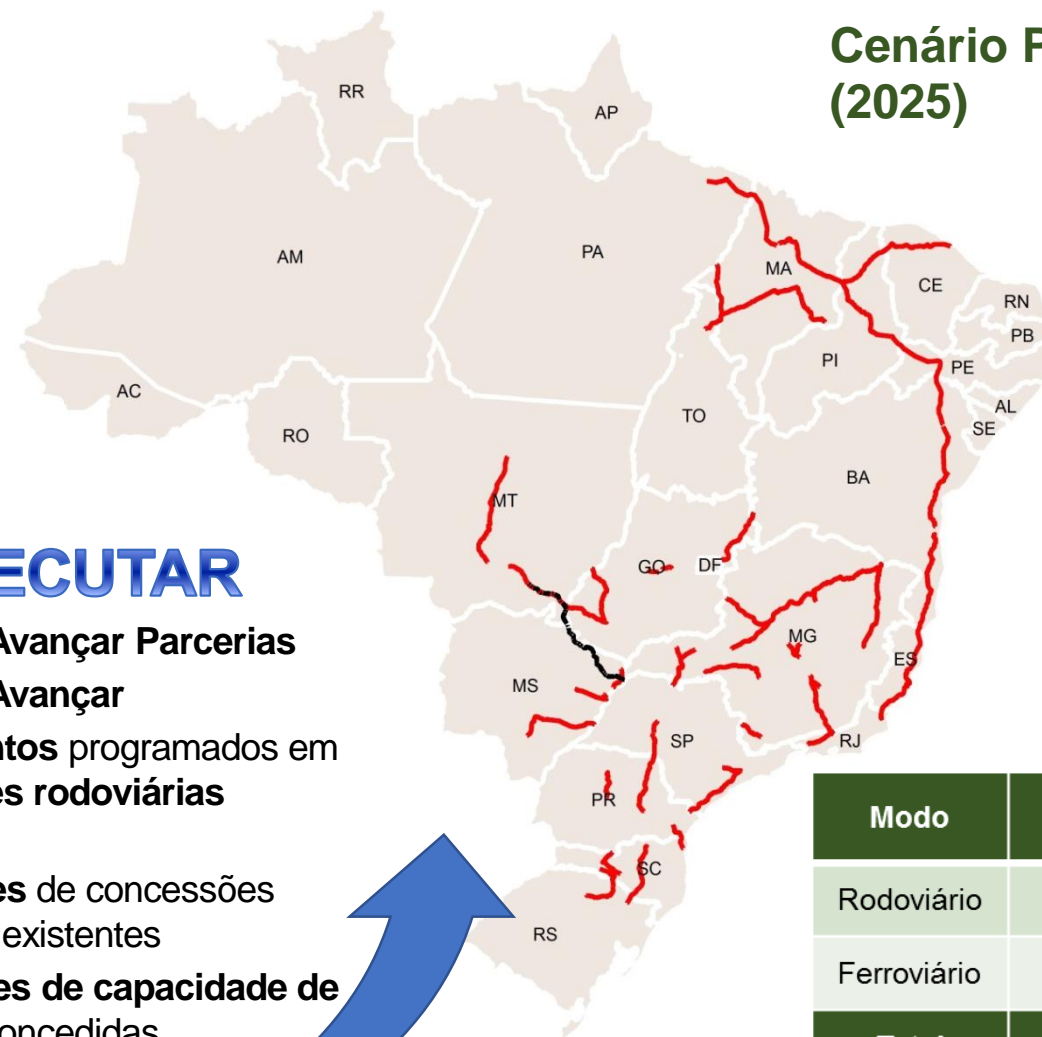 Cenário P
(2025)
RR
AP
AM
PA
MA
CE
RN
PB
PI
PE
AC
TO
AL
SE
RO
BA
MT
GO
DF
MG
ES
MS
SP
RJ
PR
SC
RS
ECUTAR
Avançar Parcerias
Avançar
ntos programados em
es rodoviárias
es de concessões
existentes
es de capacidade de
oncedidas
Modo
Rodoviário
Ferroviário